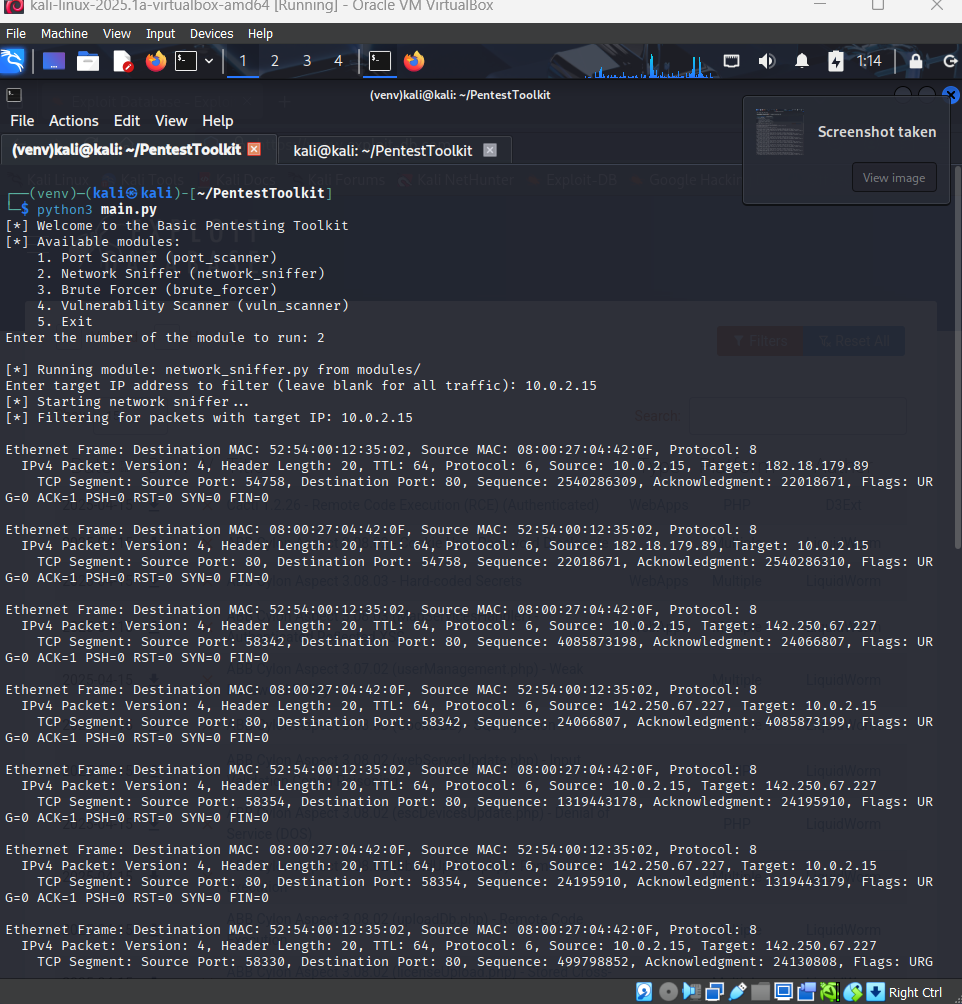 kali-linux-2025.1a-virtualbox-amd64 [Running] - Oracle VM VirtualBox
File Machine View Input Devices Help
1 2 3 4 1:14
(venv)kali@kali: ~/PentestToolkit
File Actions Edit View Help
Screenshot taken
View image
(venv)kali@kali: ~/PentestToolkit kali@kali: ~/PentestToolkit
Kali Forums Kali NetHunter Exploit-DB Google Hackin
┌──(venv)─(kali㉿kali)-[~/PentestToolkit]
└─$ python3 main.py
[*] Welcome to the Basic Pentesting Toolkit
[*] Available modules:
1. Port Scanner (port_scanner)
2. Network Sniffer (network_sniffer)
3. Brute Forcer (brute_forcer)
4. Vulnerability Scanner (vuln_scanner)
5. Exit
Enter the number of the module to run: 2
Filters Reset All
[*] Running module: network_sniffer.py from modules/
Enter target IP address to filter (leave blank for all traffic): 10.0.2.15
[*] Starting network sniffer...
[*] Filtering for packets with target IP: 10.0.2.15
Search
Ethernet Frame: Destination MAC: 52:54:00:12:35:02, Source MAC: 08:00:27:04:42:0F, Protocol: 8
IPv4 Packet: Version: 4, Header Length: 20, TTL: 64, Protocol: 6, Source: 10.0.2.15, Target: 182.18.179.89
TCP Segment: Source Port: 54758, Destination Port: 80, Sequence: 2540286309, Acknowledgment: 22018671, Flags: UR
G=0 ACK=1 PSH=0 RST=0 SYN=0 FIN=0
Ethernet Frame: Destination MAC: 08:00:27:04:42:0F, Source MAC: 52:54:00:12:35:02, Protocol: 8
IPv4 Packet: Version: 4, Header Length: 20, TTL: 64, Protocol: 6, Source: 182.18.179.89, Target: 10.0.2.15
TCP Segment: Source Port: 80, Destination Port: 54758, Sequence: 22018671, Acknowledgment: 2540286310, Flags: UR
G=0 ACK=1 PSH=0 RST=0 SYN=0 FIN=0
Ethernet Frame: Destination MAC: 52:54:00:12:35:02, Source MAC: 08:00:27:04:42:0F, Protocol: 8
IPv4 Packet: Version: 4, Header Length: 20, TTL: 64, Protocol: 6, Source: 10.0.2.15, Target: 142.250.67.227
TCP Segment: Source Port: 58342, Destination Port: 80, Sequence: 4085873198, Acknowledgment: 24066807, Flags: UR
G=0 ACK=1 PSH=0 RST=0 SYN=0 FIN=0
Ethernet Frame: Destination MAC: 08:00:27:04:42:0F, Source MAC: 52:54:00:12:35:02, Protocol: 8
IPv4 Packet: Version: 4, Header Length: 20, TTL: 64, Protocol: 6, Source: 142.250.67.227, Target: 10.0.2.15
TCP Segment: Source Port: 80, Destination Port: 58342, Sequence: 24066807, Acknowledgment: 4085873199, Flags: UR
G=0 ACK=1 PSH=0 RST=0 SYN=0 FIN=0
Ethernet Frame: Destination MAC: 52:54:00:12:35:02, Source MAC: 08:00:27:04:42:0F, Protocol: 8
IPv4 Packet: Version: 4, Header Length: 20, TTL: 64, Protocol: 6, Source: 10.0.2.15, Target: 142.250.67.227
TCP Segment: Source Port: 58354, Destination Port: 80, Sequence: 1319443178, Acknowledgment: 24195910, Flags: UR
G=0 ACK=1 PSH=0 RST=0 SYN=0 FIN=0
Ethernet Frame: Destination MAC: 08:00:27:04:42:0F, Source MAC: 52:54:00:12:35:02, Protocol: 8
IPv4 Packet: Version: 4, Header Length: 20, TTL: 64, Protocol: 6, Source: 142.250.67.227, Target: 10.0.2.15
TCP Segment: Source Port: 80, Destination Port: 58354, Sequence: 24195910, Acknowledgment: 1319443179, Flags: UR
G=0 ACK=1 PSH=0 RST=0 SYN=0 FIN=0
Ethernet Frame: Destination MAC: 52:54:00:12:35:02, Source MAC: 08:00:27:04:42:0F, Protocol: 8
IPv4 Packet: Version: 4, Header Length: 20, TTL: 64, Protocol: 6, Source: 10.0.2.15, Target: 142.250.67.227
TCP Segment: Source Port: 58330, Destination Port: 80, Sequence: 499798852, Acknowledgment: 24130808, Flags: URG
Right Ctrl